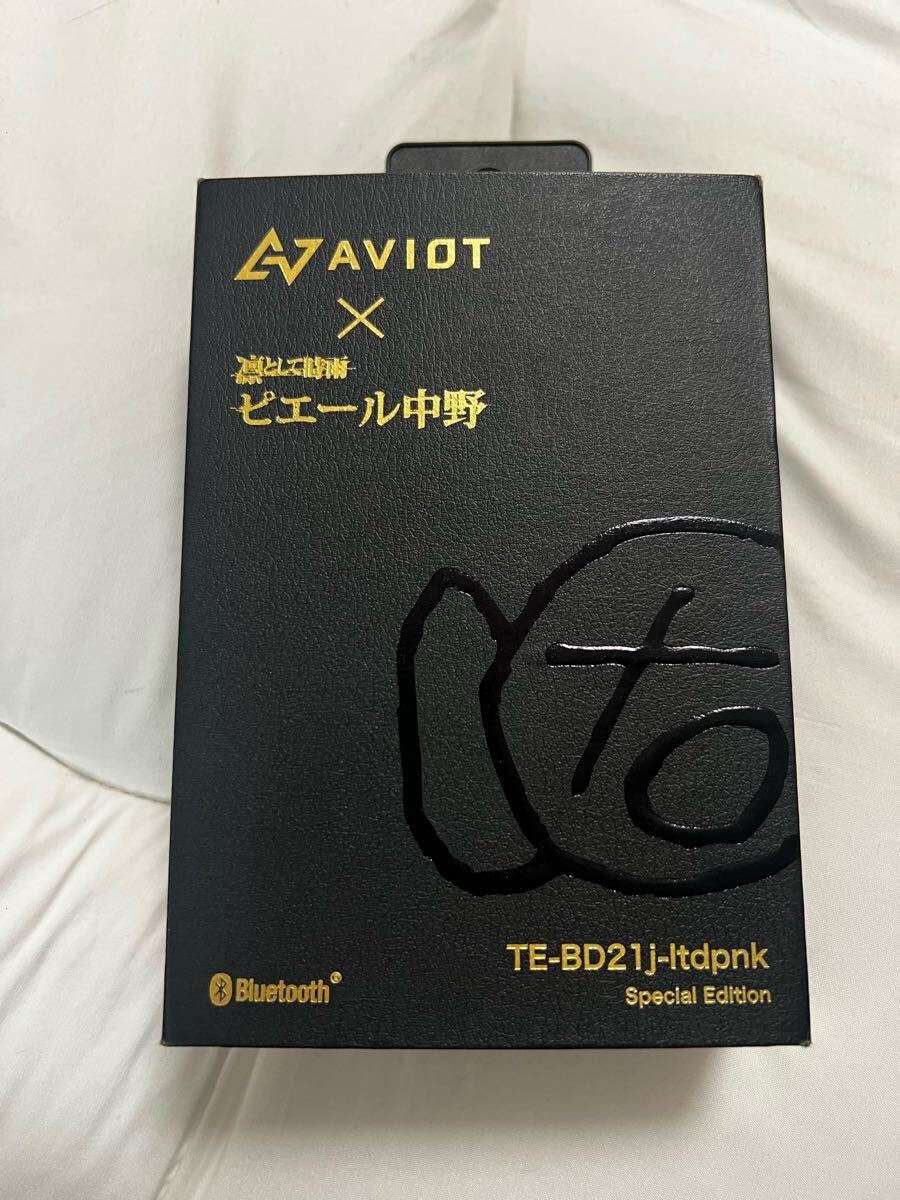 AVIOT
×
凛として時雨
ピエール中野
TE-BD21j-ltdpnk
Special Edition
Bluetooth®